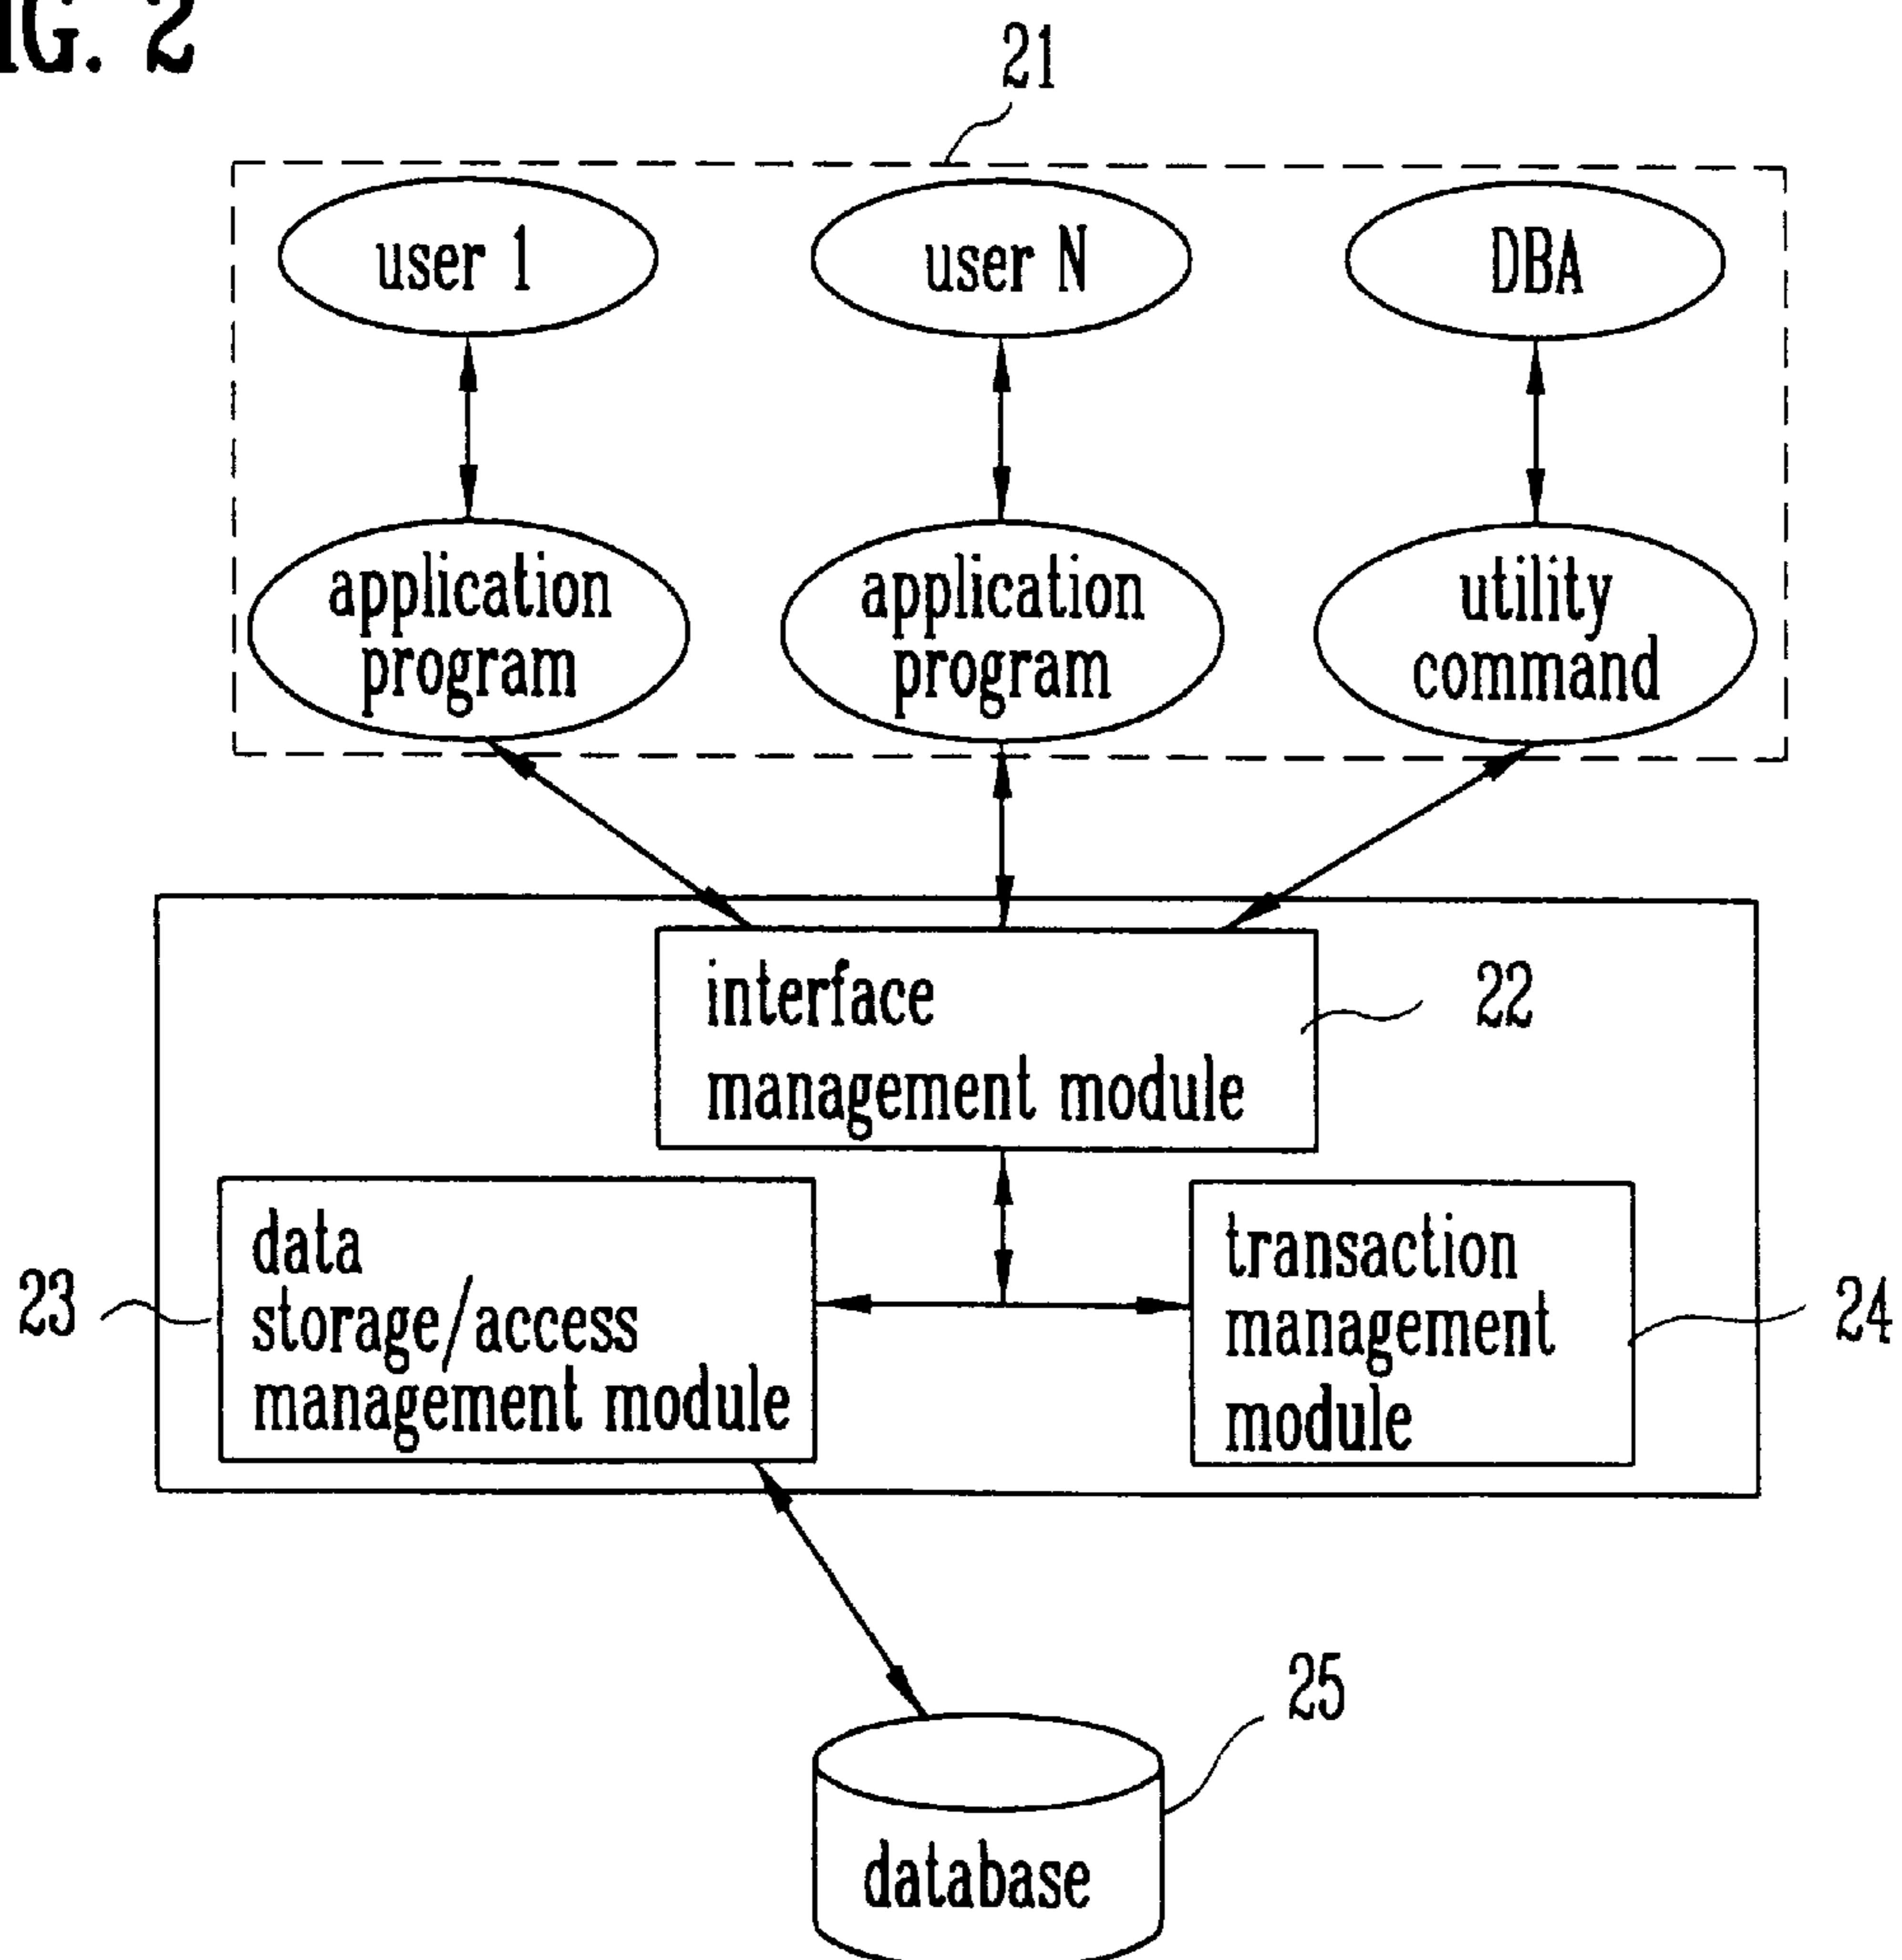 IG. 2
21
user 1
user N
DBA
application
program
application
program
utility
command
interface
management module
22
data
storage/access
management module
23
transaction
management
module
24
25
database